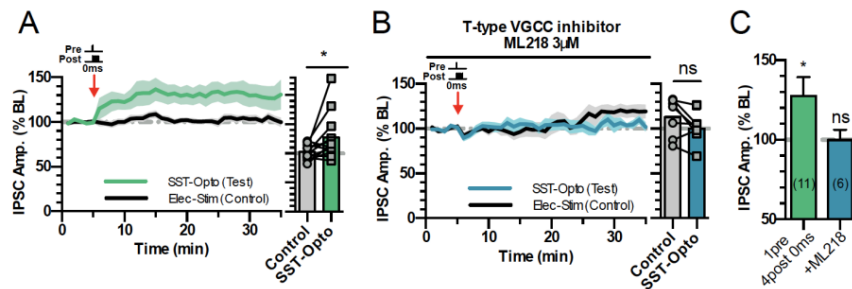 A
Pre
Post
0ms
*
150
100
50
0
IPSC Amp. (% BL)
SST-Opto (Test)
Elec-Stim (Control)
0
10
20
30
Time (min)
Control
SST-Opto
B
T-type VGCC inhibitor
ML218 3μM
Pre
Post
0ms
ns
150
100
50
0
IPSC Amp. (% BL)
SST-Opto (Test)
Elec-Stim (Control)
0
10
20
30
Time (min)
Control
SST-Opto
C
*
ns
150
100
50
IPSC Amp. (% BL)
(11)
(6)
1pre
4post 0ms
+ML218